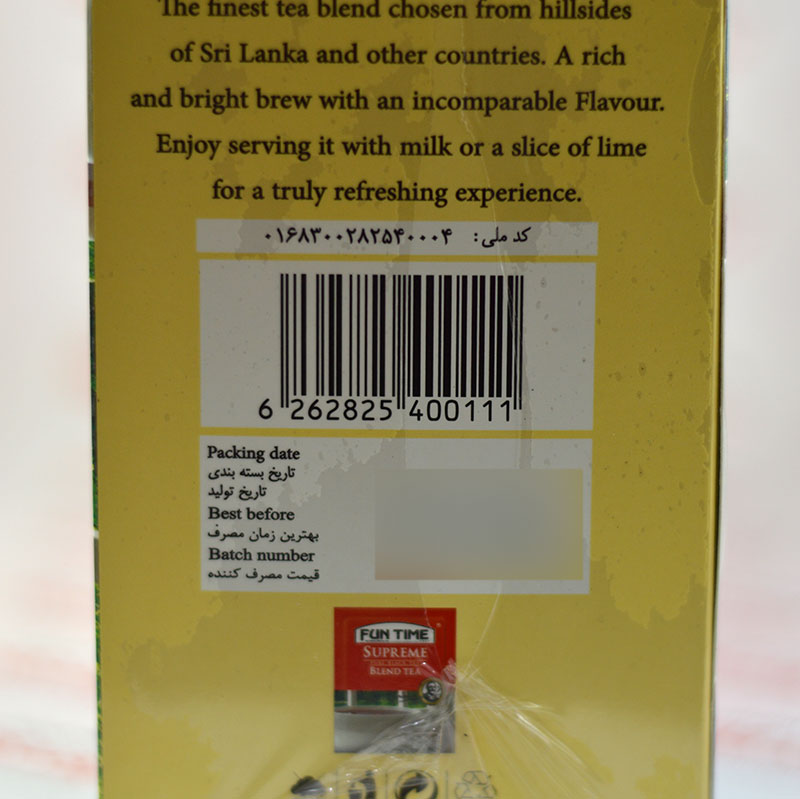 The finest tea blend chosen from hillsides
of Sri Lanka and other countries. A rich
and bright brew with an incomparable Flavour.
Enjoy serving it with milk or a slice of lime
for a truly refreshing experience.
کد ملی: ۰۱۶۸۳۰۰۲۸۲۵۴۰۰۰۴
6 262825 400111
Packing date
تاریخ بسته بندی
تاریخ تولید
Best before
بهترین زمان مصرف
Batch number
قیمت مصرف کننده
FUN TIME
SUPREME
BLEND TEA